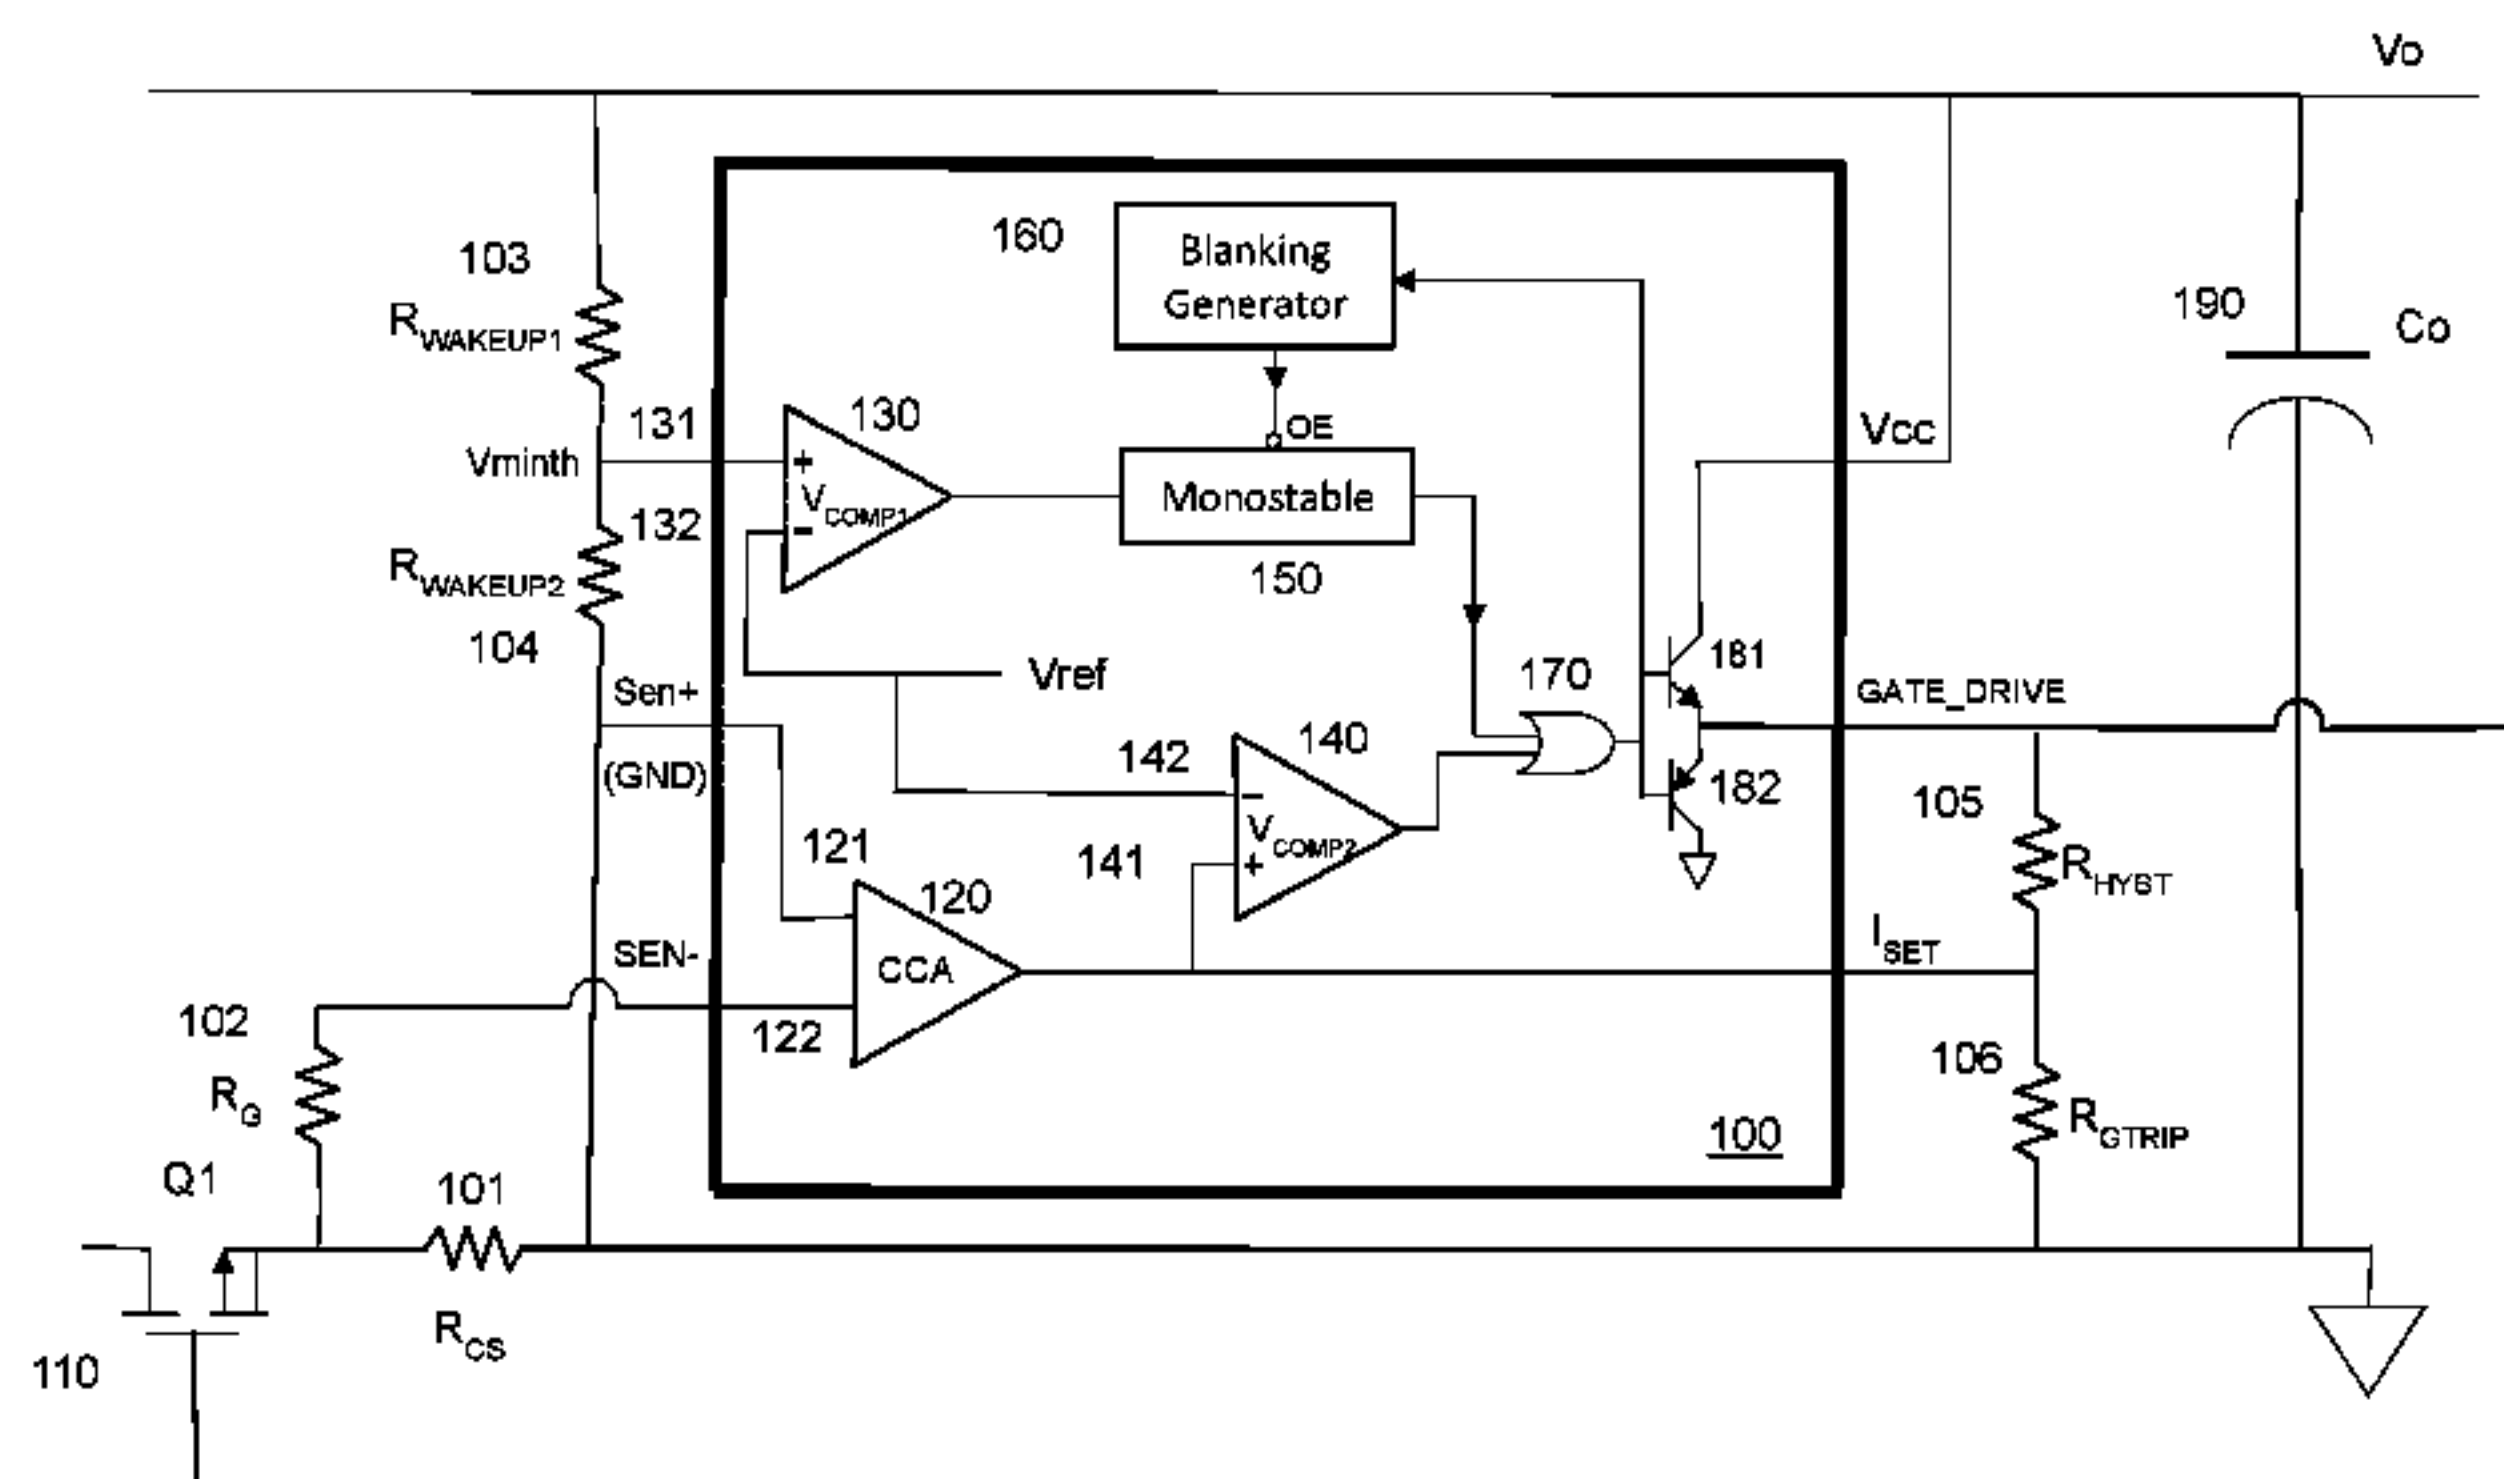 Vo
160
Blanking
Generator
103
RWAKEUP1
190
Co
131
130
OE
Vcc
Vminth
+
VCOMP1
−
Monostable
132
RWAKEUP2
150
104
Sen+
Vref
170
181
GATE_DRIVE
(GND)
142
140
182
105
−
VCOMP2
+
121
141
120
RHYST
SEN-
CCA
ISET
102
122
106
RG
100
RGTRIP
Q1
101
RCS
110